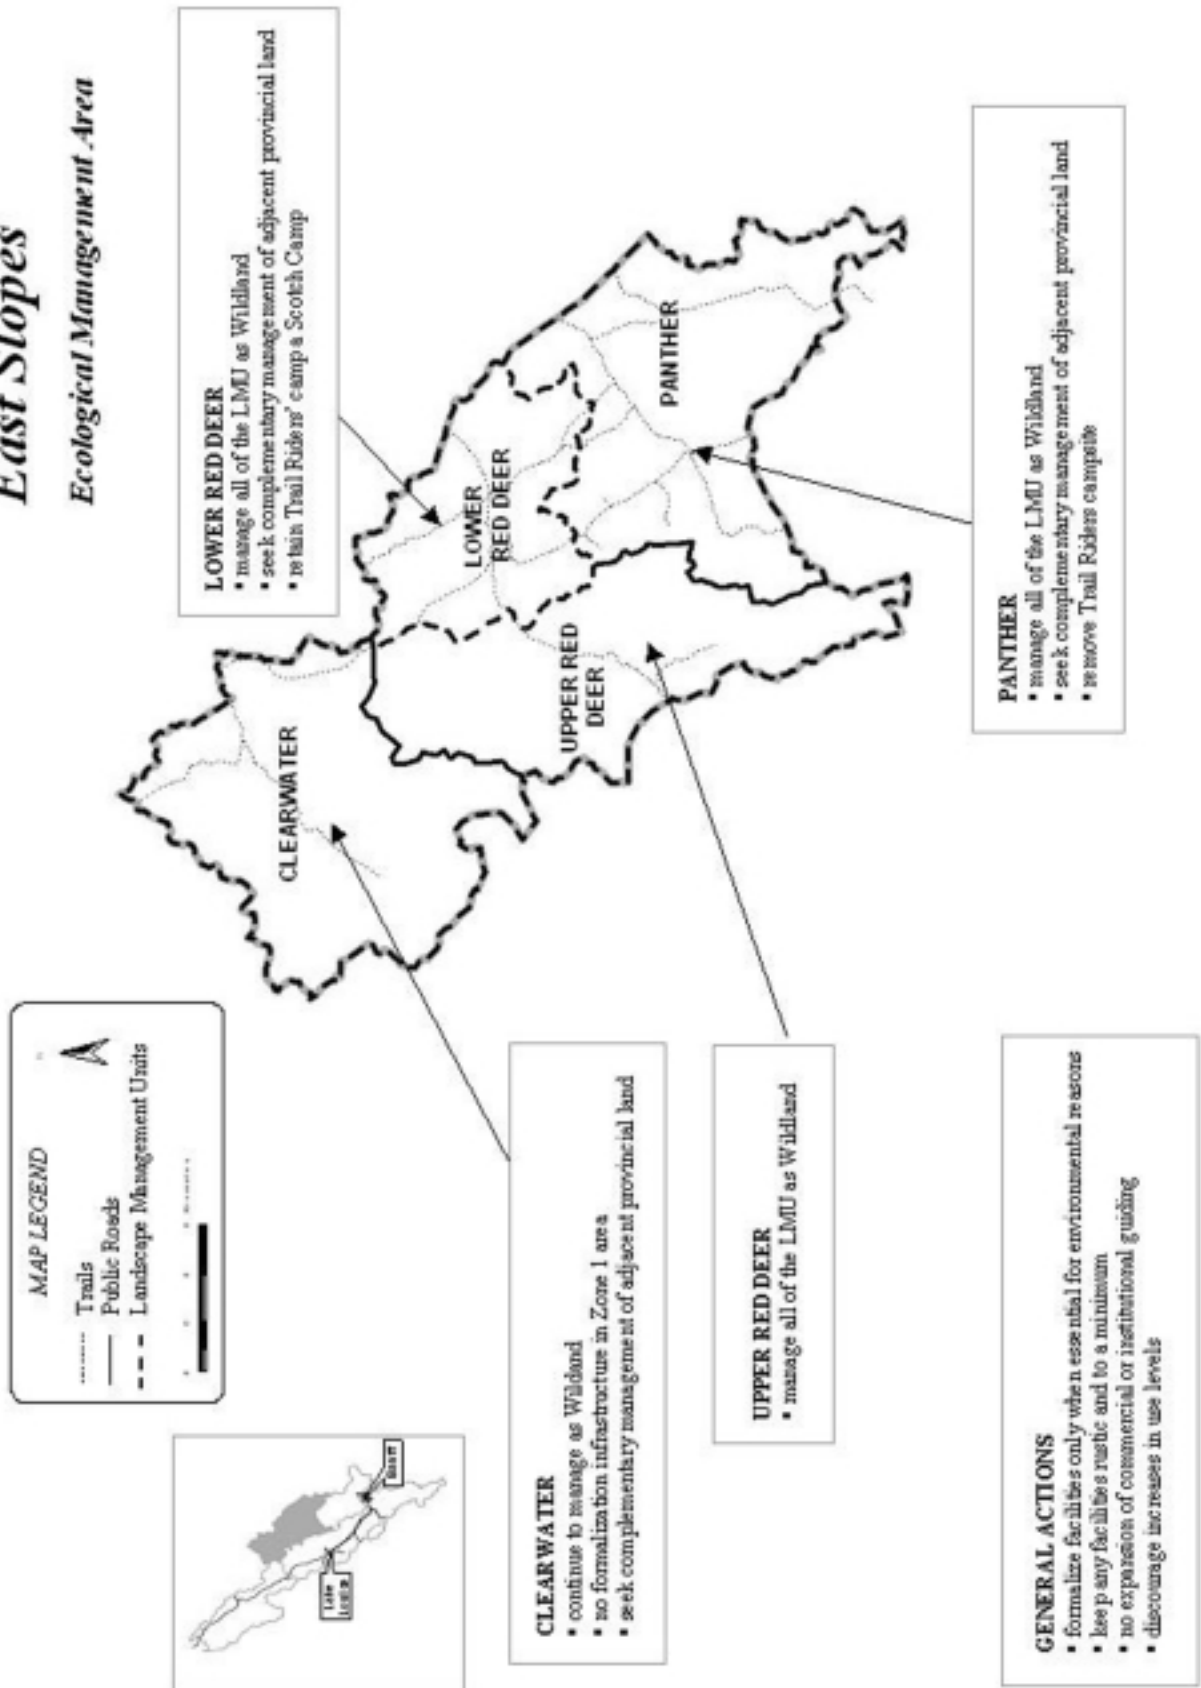 East Slopes
Ecological Management Area
MAP LEGEND
Trails
Public Roads
Landscape Management Units
Lake
Louise
Banff
LOWER RED DEER
▪ manage all of the LMU as Wildland
▪ seek complementary management of adjacent provincial land
▪ retain Trail Riders' camp a Scotch Camp
CLEARWATER
LOWER
RED DEER
UPPER RED
DEER
PANTHER
CLEARWATER
▪ continue to manage as Wildand
▪ no formalization infrastructure in Zone 1 area
▪ seek complementary management of adjacent provincial land
UPPER RED DEER
▪ manage all of the LMU as Wildland
PANTHER
▪ manage all of the LMU as Wildland
▪ seek complementary management of adjacent provincial land
▪ remove Trail Riders campsite
GENERAL ACTIONS
▪ formalize facilities only when essential for environmental reasons
▪ keep any facilities rustic and to a minimum
▪ no expansion of commercial or institutional guiding
▪ discourage increases in use levels